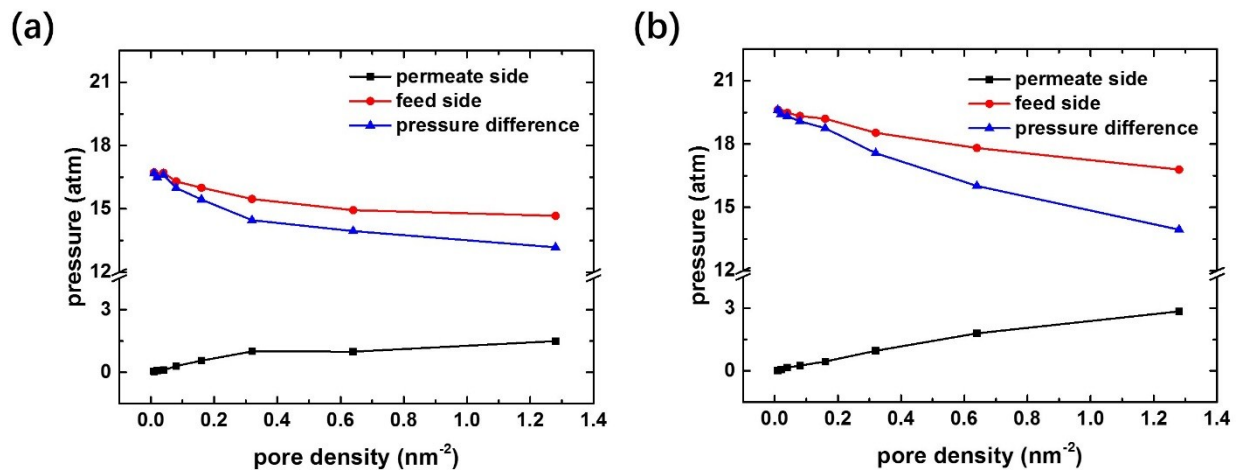 (a)
pressure (atm)
21
18
15
12
3
0
permeate side
feed side
pressure difference
0.0 0.2 0.4 0.6 0.8 1.0 1.2 1.4
pore density (nm⁻²)
(b)
pressure (atm)
21
18
15
12
3
0
permeate side
feed side
pressure difference
0.0 0.2 0.4 0.6 0.8 1.0 1.2 1.4
pore density (nm⁻²)